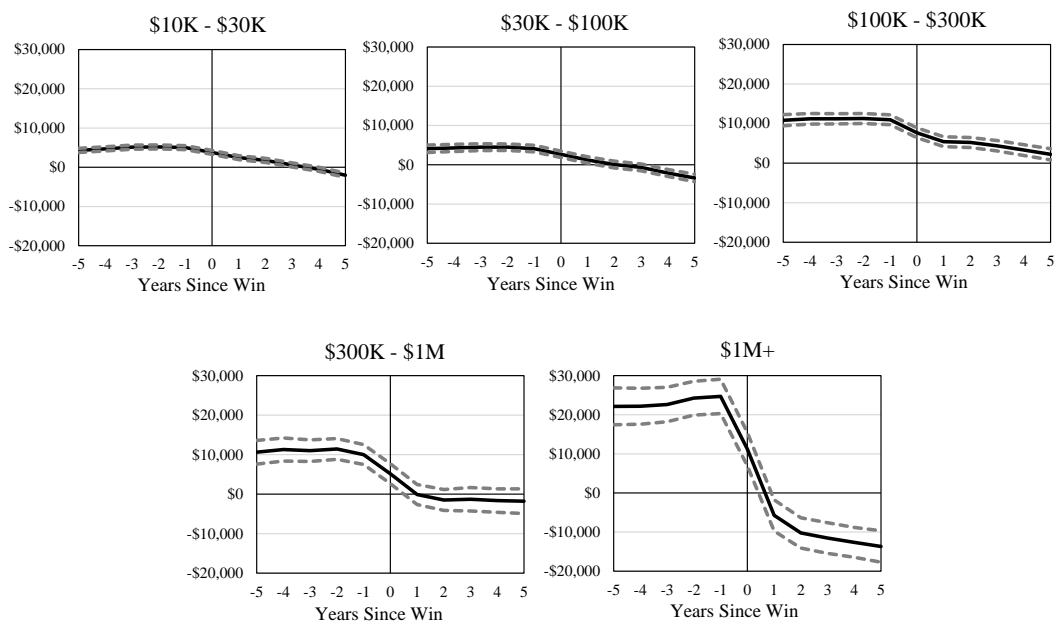 $10K - $30K
$30,000
$20,000
$10,000
$0
-$10,000
-$20,000
-5 -4 -3 -2 -1 0 1 2 3 4 5
Years Since Win
$30K - $100K
$30,000
$20,000
$10,000
$0
-$10,000
-$20,000
-5 -4 -3 -2 -1 0 1 2 3 4 5
Years Since Win
$100K - $300K
$30,000
$20,000
$10,000
$0
-$10,000
-$20,000
-5 -4 -3 -2 -1 0 1 2 3 4 5
Years Since Win
$300K - $1M
$30,000
$20,000
$10,000
$0
-$10,000
-$20,000
-5 -4 -3 -2 -1 0 1 2 3 4 5
Years Since Win
$1M+
$30,000
$20,000
$10,000
$0
-$10,000
-$20,000
-5 -4 -3 -2 -1 0 1 2 3 4 5
Years Since Win